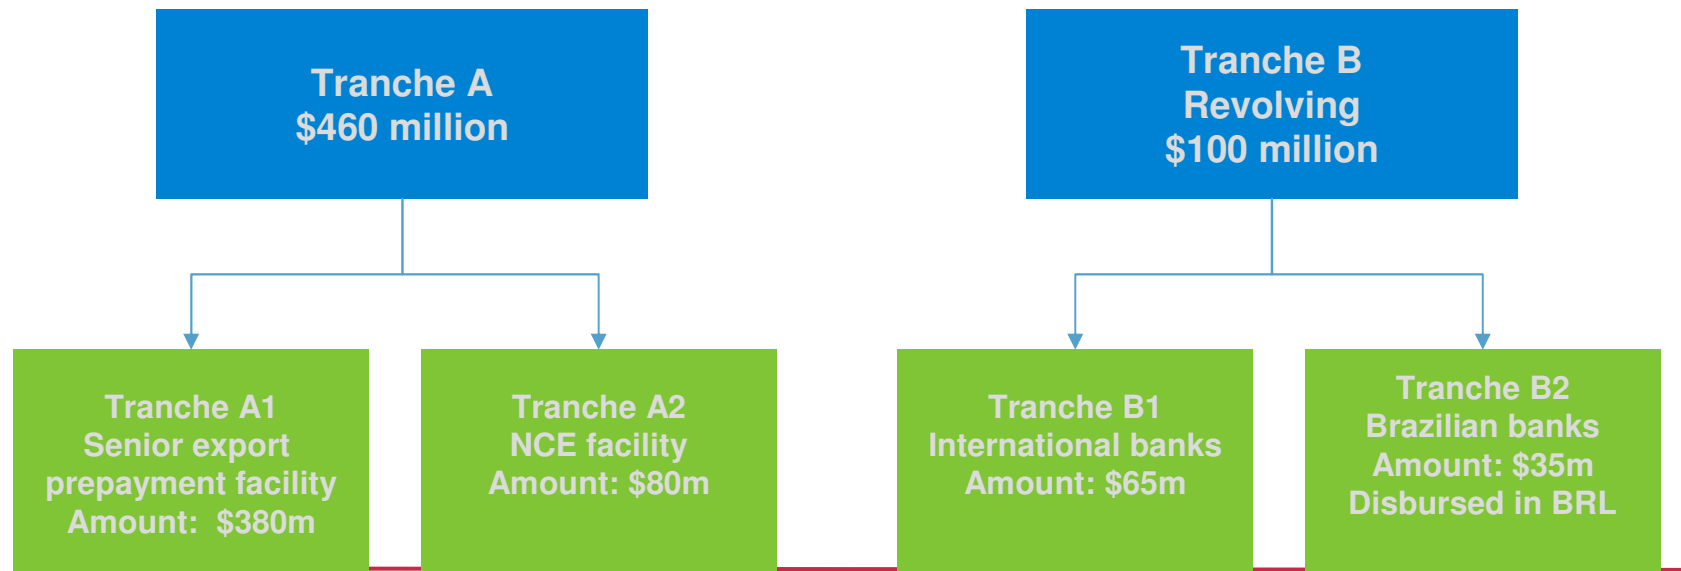 Tranche A
$460 million
Tranche B
Revolving
$100 million
Tranche A1
Senior export
prepayment facility
Amount:  $380m
Tranche A2
NCE facility
Amount: $80m
Tranche B1
International banks
Amount: $65m
Tranche B2
Brazilian banks
Amount: $35m
Disbursed in BRL